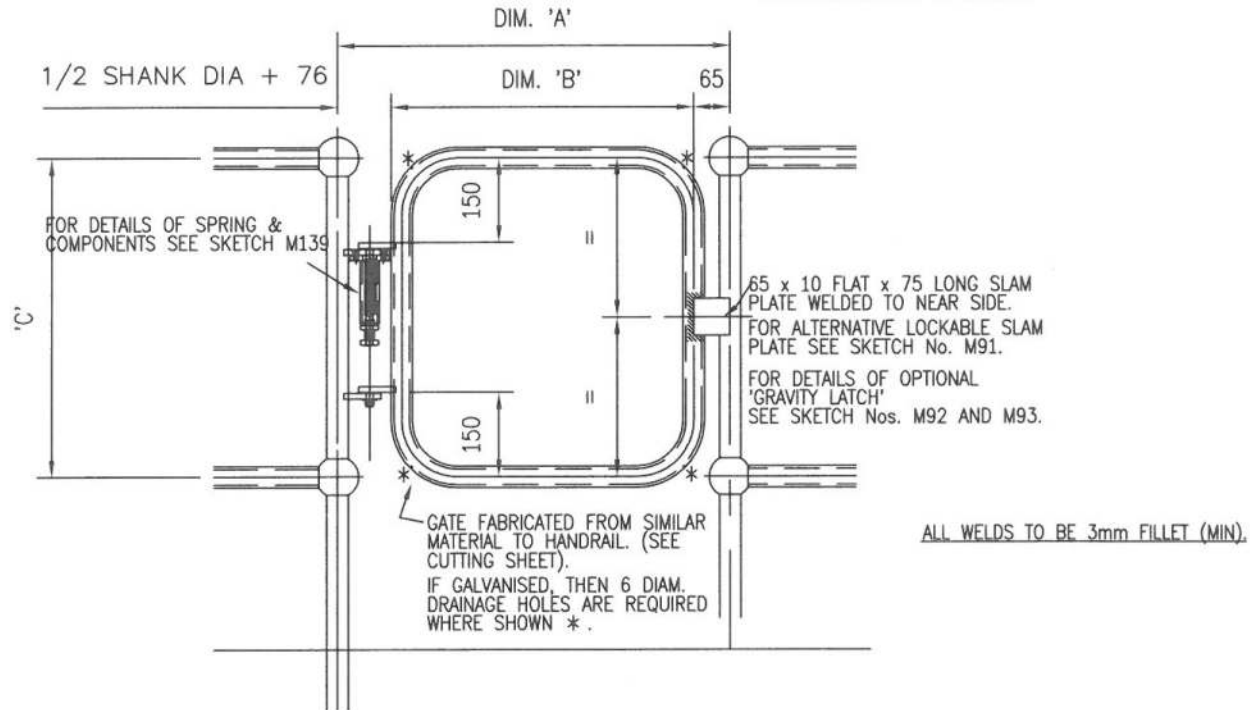 DIM. 'A'
1/2 SHANK DIA + 76
DIM. 'B'
65
150
FOR DETAILS OF SPRING &
COMPONENTS SEE SKETCH M139
'C'
=
=
65 x 10 FLAT x 75 LONG SLAM
PLATE WELDED TO NEAR SIDE.
FOR ALTERNATIVE LOCKABLE SLAM
PLATE SEE SKETCH No. M91.
FOR DETAILS OF OPTIONAL
'GRAVITY LATCH'
SEE SKETCH Nos. M92 AND M93.
150
GATE FABRICATED FROM SIMILAR
MATERIAL TO HANDRAIL. (SEE
CUTTING SHEET).
IF GALVANISED, THEN 6 DIAM.
DRAINAGE HOLES ARE REQUIRED
WHERE SHOWN * .
ALL WELDS TO BE 3mm FILLET (MIN).